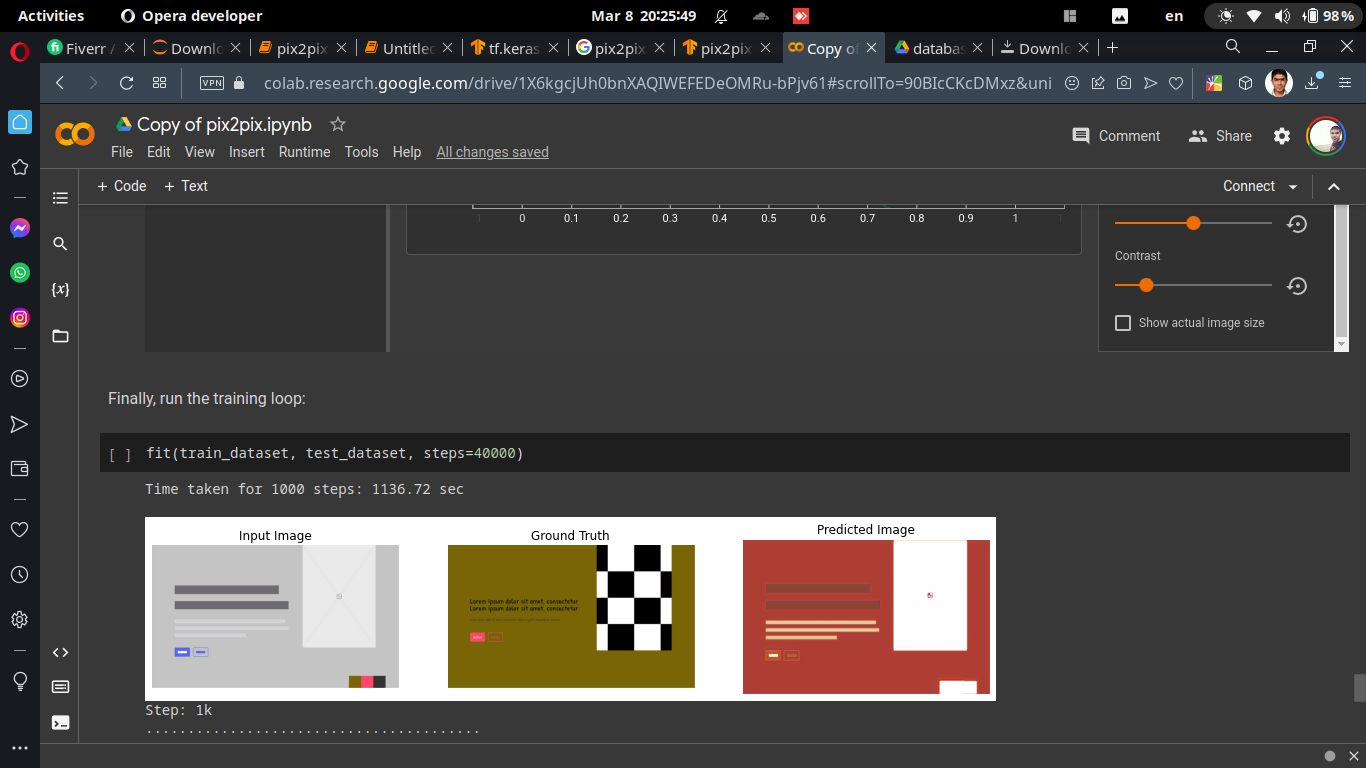 Activities
Opera developer
Mar 8 20:25:49
en
98%
Fiverr /
Downlo
pix2pix
Untitled
tf.keras
pix2pix
pix2pix
Copy of
databas
Downlo
VPN
colab.research.google.com/drive/1X6kgcjUh0bnXAQIWEFEDeOMRu-bPjv61#scrollTo=90BIcCKcDMxz&uni
Copy of pix2pix.ipynb
File Edit View Insert Runtime Tools Help All changes saved
Comment
Share
+ Code + Text
Connect
0 0.1 0.2 0.3 0.4 0.5 0.6 0.7 0.8 0.9 1
Contrast
Show actual image size
{x}
Finally, run the training loop:
[ ] fit(train_dataset, test_dataset, steps=40000)
Time taken for 1000 steps: 1136.72 sec
Input Image
Ground Truth
Predicted Image
Lorem ipsum dolor sit amet, consectetur
Lorem ipsum dolor sit amet, consectetur
Step: 1k
.......................................